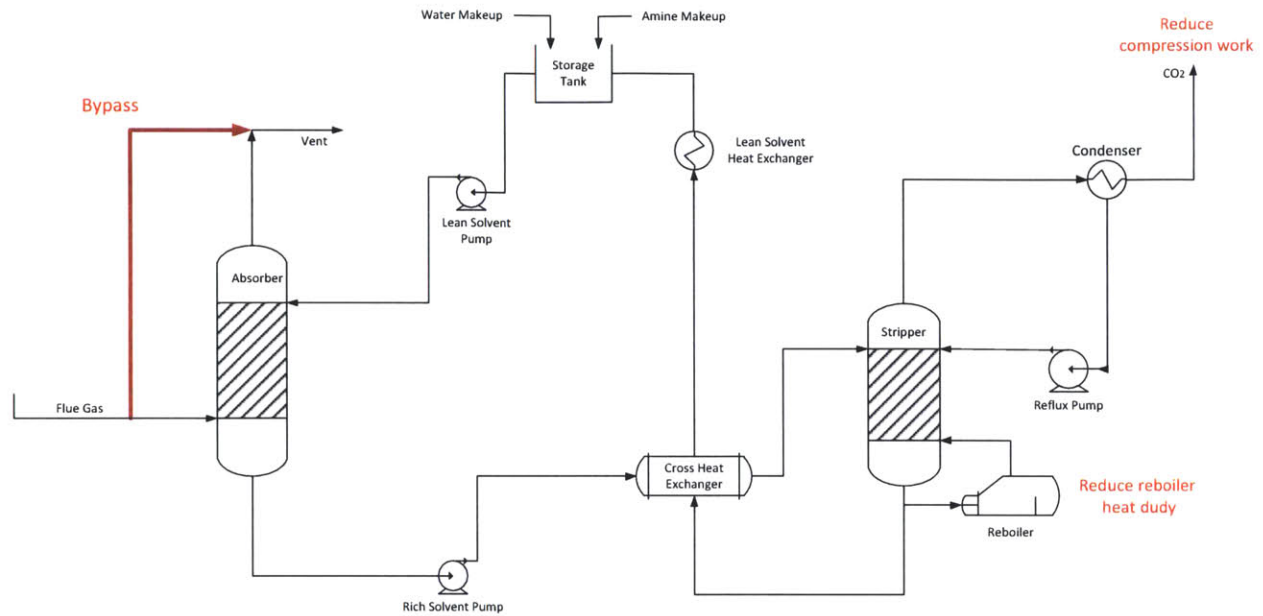 Water Makeup
Amine Makeup
Storage
Tank
Reduce
compression work
CO2
Bypass
Vent
Lean Solvent
Heat Exchanger
Condenser
Lean Solvent
Pump
Absorber
Stripper
Flue Gas
Reflux Pump
Cross Heat
Exchanger
Reduce reboiler
heat dudy
Reboiler
Rich Solvent Pump